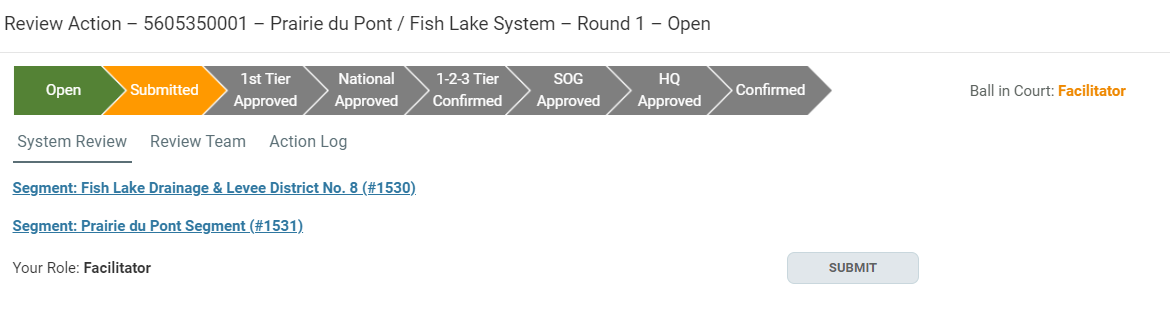 Review Action – 5605350001 – Prairie du Pont / Fish Lake System – Round 1 – Open
Open
Submitted
1st Tier
Approved
National
Approved
1-2-3 Tier
Confirmed
SOG
Approved
HQ
Approved
Confirmed
Ball in Court: Facilitator
System Review
Review Team
Action Log
Segment: Fish Lake Drainage & Levee District No. 8 (#1530)
Segment: Prairie du Pont Segment (#1531)
Your Role: Facilitator
SUBMIT